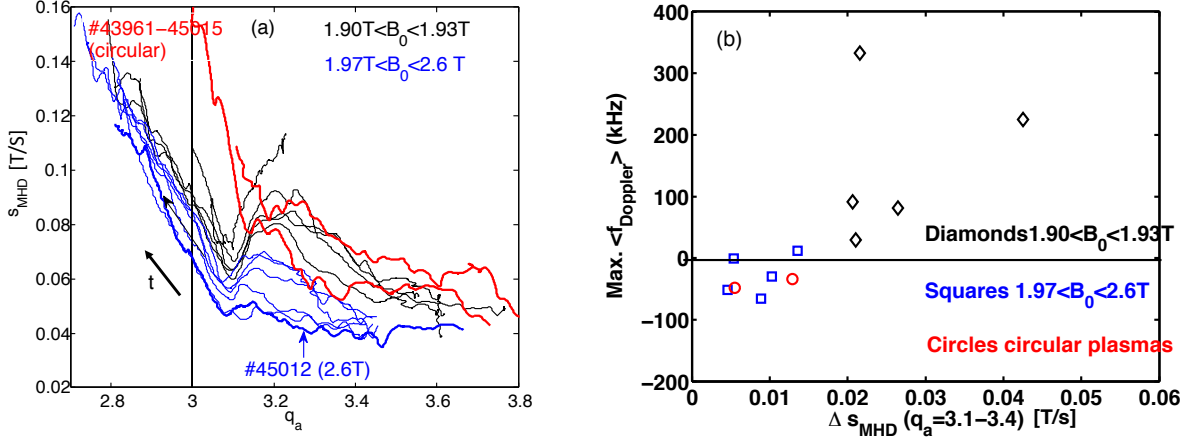 #43961−45015
(circular)
(a)
1.90T<B0<1.93T
1.97T<B0<2.6 T
0.16
0.14
0.12
0.1
0.08
0.06
0.04
0.02
sMHD [T/S]
t
#45012 (2.6T)
2.8
3
3.2
3.4
3.6
3.8
qa
(b)
400
350
300
200
100
0
−100
−200
Max. <fDoppler> (kHz)
Diamonds1.90<B0<1.93T
Squares 1.97<B0<2.6T
Circles circular plasmas
0
0.01
0.02
0.03
0.04
0.05
0.06
Δ sMHD (qa=3.1−3.4) [T/s]